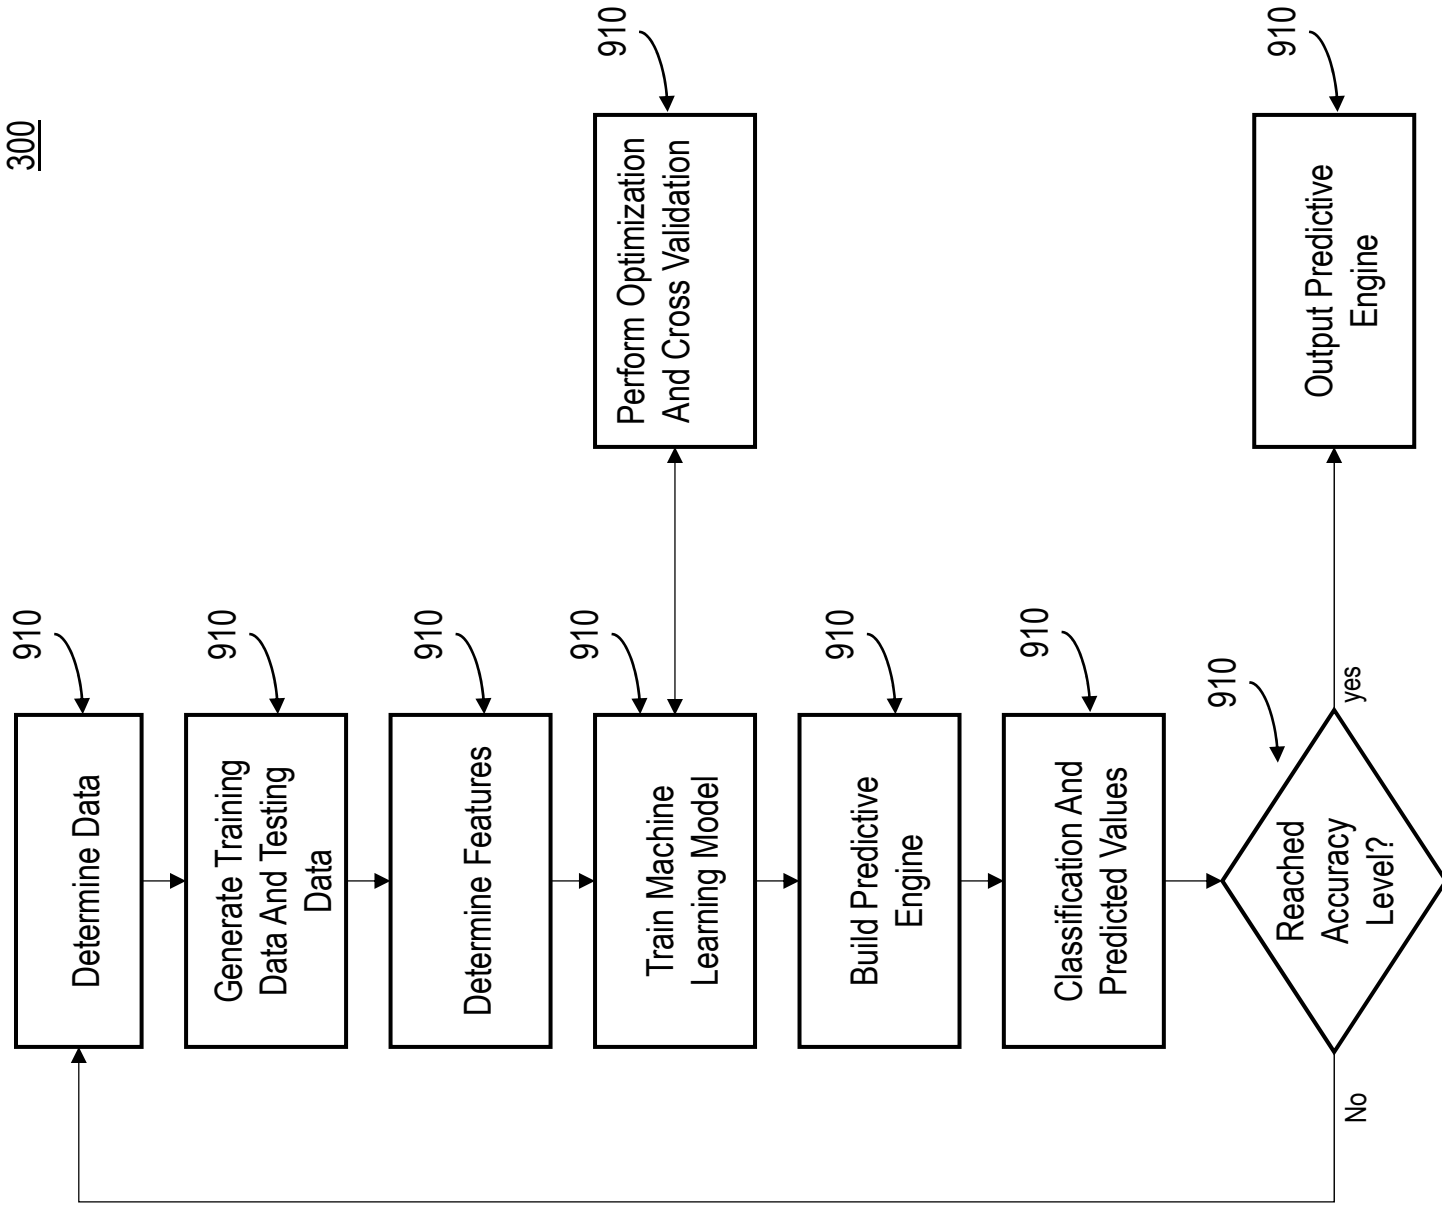 300
910
Determine Data
910
Generate Training
Data And Testing
Data
910
Determine Features
910
Train Machine
Learning Model
910
Perform Optimization
And Cross Validation
910
Build Predictive
Engine
910
Classification And
Predicted Values
910
Reached
Accuracy
Level?
No
yes
910
Output Predictive
Engine